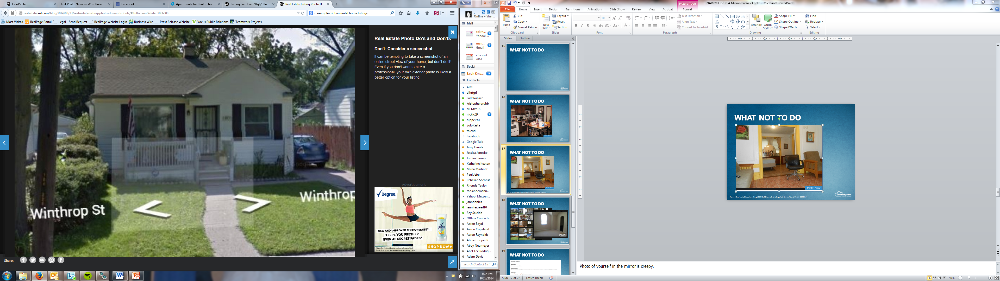 HootSuite
Edit Post ‹ News — WordPress
Facebook
Apartments for Rent in ho...
Listing Fail: Even 'Ugly' Ho...
Real Estate Listing Photo D...
realestate.aol.com/blog/2014/08/23/real-estate-listing-photo-dos-and-donts/#!fullscreen&slide=2866600
examples of ban rental home listings
Most Visited
RealPage Portal
Legal - Send Request
RealPage Website Login
Business Wire
Press Release Website
Vocus Public Relations
Teamwork Projects
Winthrop St
Winthrop
Real Estate Photo Do's and Don'ts
Don't: Consider a screenshot.
It can be tempting to take a screenshot of an
online street-view of your home, but don't do it!
Even if you don't want to hire a
professional, your own exterior photo is likely a
better option for your listing.
Advertisement
Degree
NEW AND IMPROVED MOTIONSENSE™
KEEPS YOU FRESHER
EVEN AS SECRET FADES*
SHOP NOW
Share:
Online - Shar...
Mail
sekrn... 3
Yahoo! ...
mars... 2
Gmail
chicasek
AIM
Social
Sarah Krna... 39
Contacts
AIM
dlhrtgrl
Earl Wallace
kristophergrubb
MEMV618
nickic09 1
ruppel281
SoloRasta
tnlenti
Facebook
Google Talk
Amy Hinote
Jessica Janosko
Jordan Barnes
Katherine Keaton
Mirna Martinez
Paul Jeter
Rebekah Sechrist
Rhonda Taylor
rob.ahnemann...
Yahoo! Messen...
janndonica
jennifer.reed10
Rey Salcido
Offline Contacts
Aaron Boyd
Aaron Copeland
Aaron Reynolds
Abbie Cooper R...
Abby Neumeyer
Abel Tee Rodrig...
Adam Davis
Search Contact List
3:22 PM
9/25/2014
Picture Tools
NARPM One In A Million Preso v3.pptx - Microsoft PowerPoint
File
Home
Insert
Design
Transitions
Animations
Slide Show
Review
View
Acrobat
Format
Paste
Cut
Copy
Format Painter
Clipboard
New
Slide
Layout
Reset
Section
Slides
10
Font
Text Direction
Align Text
Convert to SmartArt
Paragraph
Arrange
Quick
Styles
Shape Fill
Shape Outline
Shape Effects
Drawing
Find
Replace
Select
Editing
Slides
Outline
15
WHAT NOT TO DO
16
WHAT NOT TO DO
17
WHAT NOT TO DO
18
WHAT NOT TO DO
19
WHAT NOT TO DO
Property Details
WHAT NOT TO DO
Photo: Zillow
Propertyware
Photo of yourself in the mirror is creepy.
Slide 17 of 22
"Office Theme"
50%